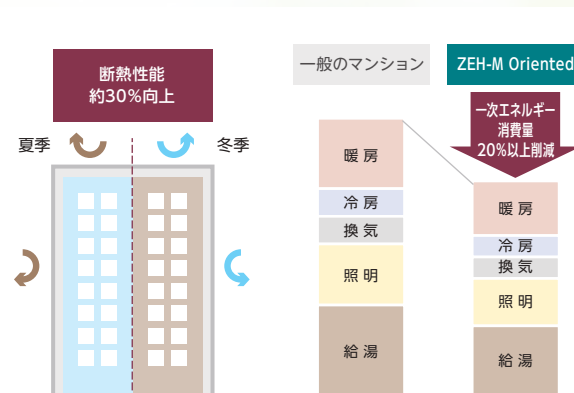 断熱性能
約30%向上
夏季
冬季
一般のマンション
暖房
冷房
換気
照明
給湯
ZEH-M Oriented
一次エネルギー
消費量
20%以上削減
暖房
冷房
換気
照明
給湯